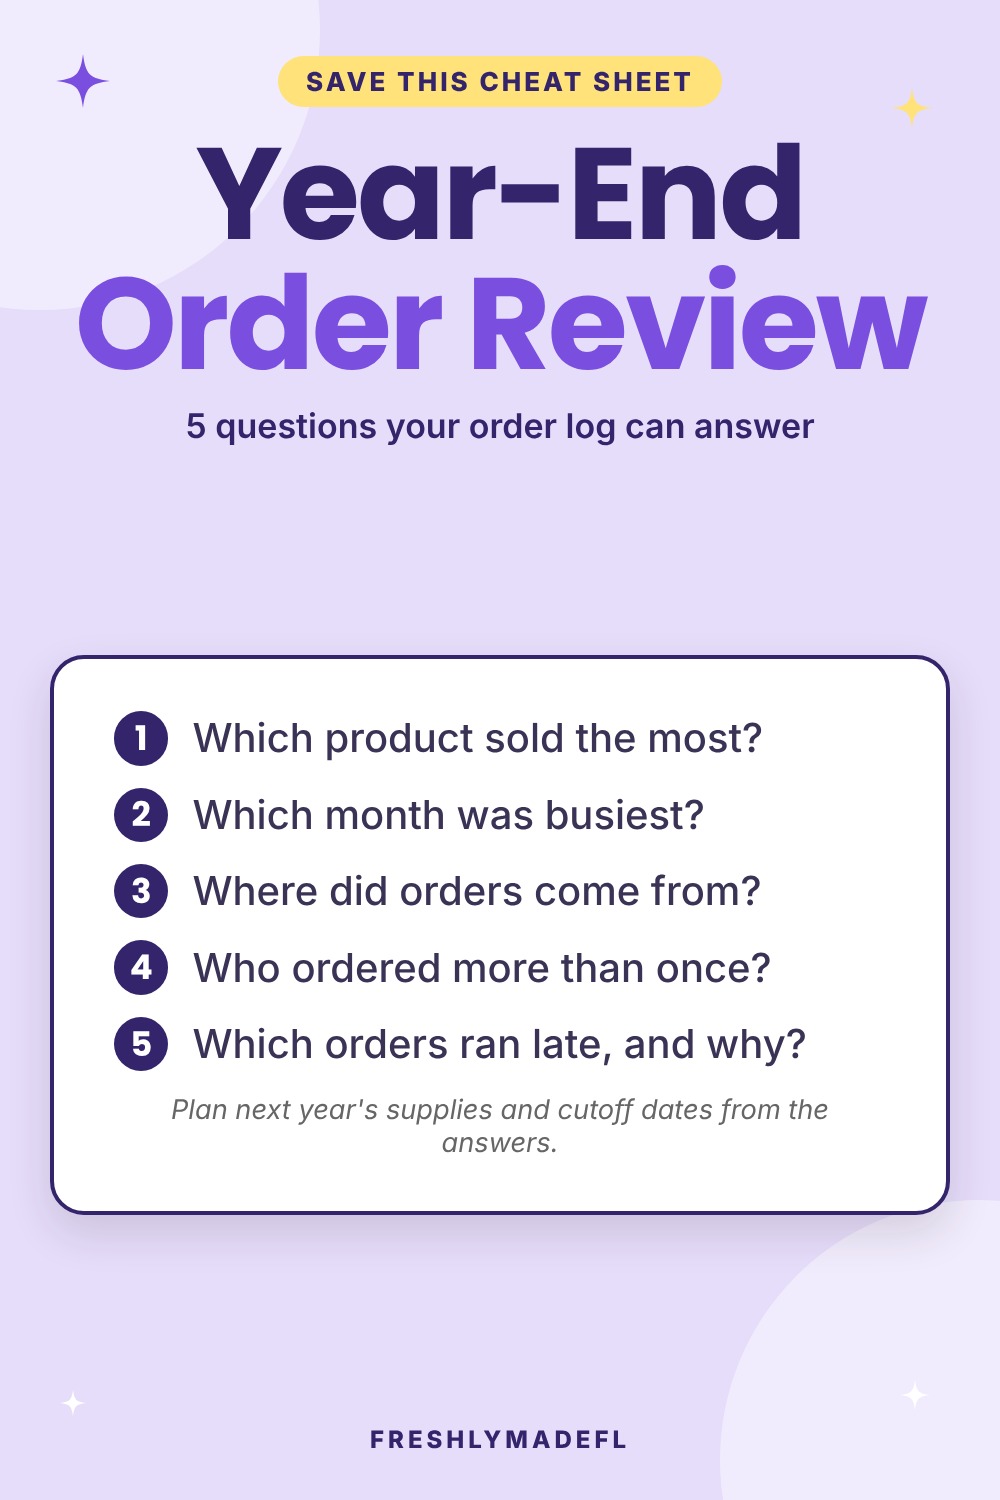 SAVE THIS CHEAT SHEET
Year-End
Order Review
5 questions your order log can answer
1 Which product sold the most?
2 Which month was busiest?
3 Where did orders come from?
4 Who ordered more than once?
5 Which orders ran late, and why?
Plan next year's supplies and cutoff dates from the
answers.
FRESHLYMADEFL